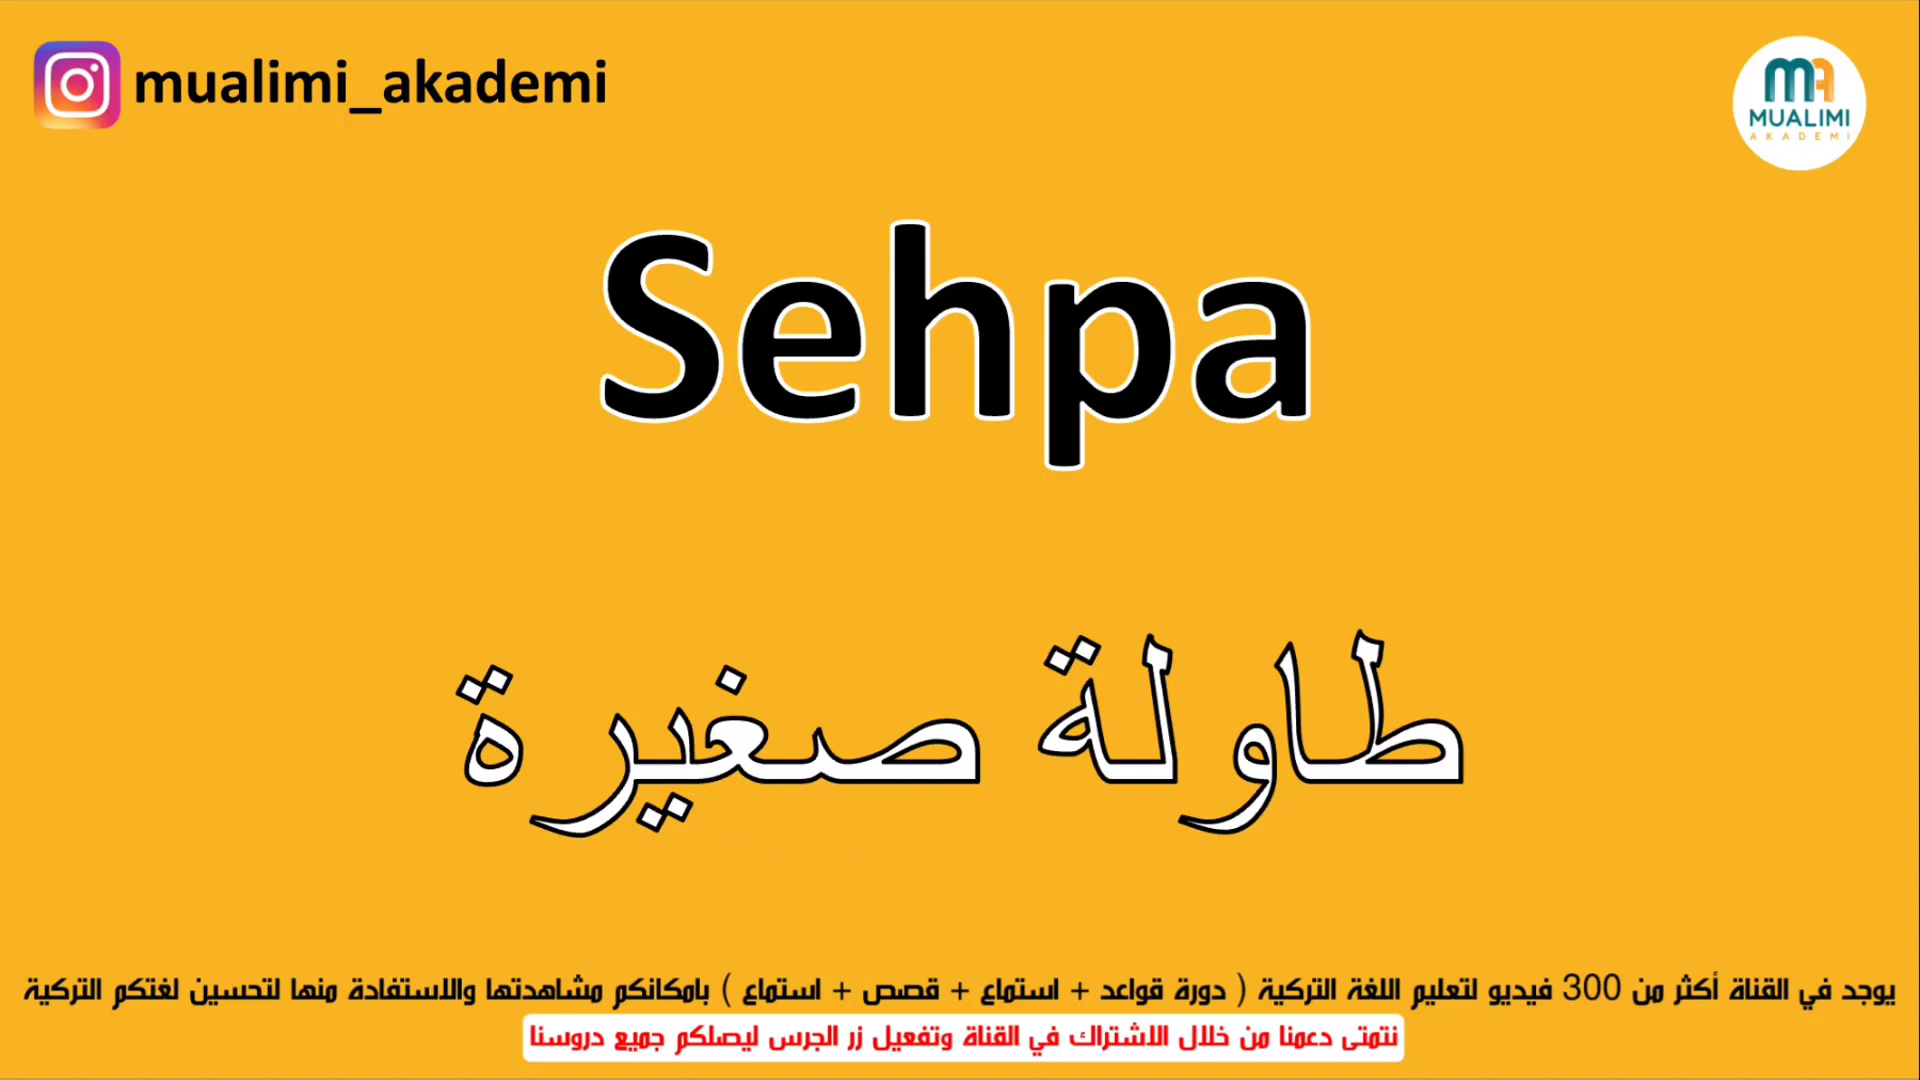 mualimi_akademi
MUALIMI
AKADEMI
Sehpa
طاولة صغيرة
يوجد في القناة أكثر من 300 فيديو لتعليم اللغة التركية ( دورة قواعد + استماع + قصص + استماع ) بامكانكم مشاهدتها والاستفادة منها لتحسين لغتكم التركية
نتمتى دعمنا من خلال الاشتراك في القناة وتفعيل زر الجرس ليصلكم جميع دروسنا